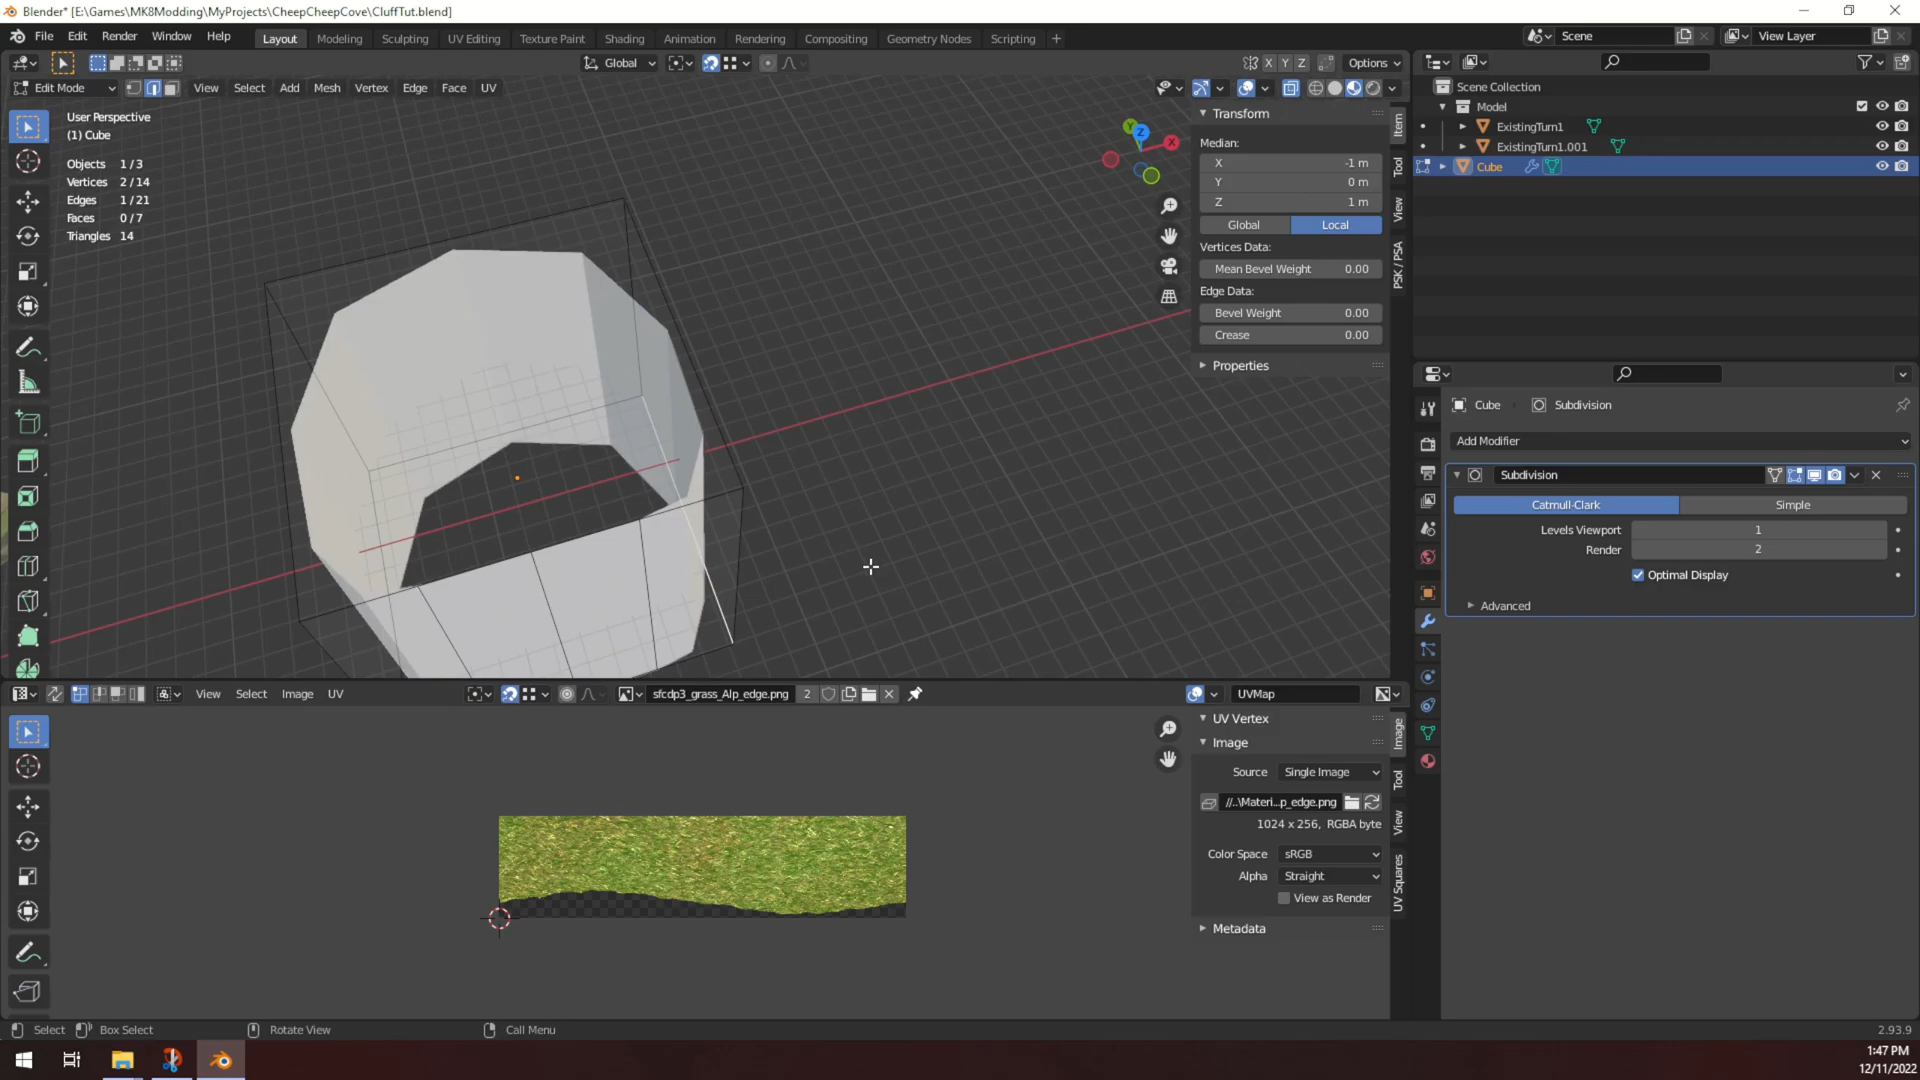 Blender* [E:\Games\MK8Modding\MyProjects\CheepCheepCove\CluffTut.blend]
File Edit Render Window Help
Layout Modeling Sculpting UV Editing Texture Paint Shading Animation Rendering Compositing Geometry Nodes Scripting +
Scene
View Layer
Global
X Y Z
Options
Edit Mode
View Select Add Mesh Vertex Edge Face UV
User Perspective
(1) Cube
Objects 1/3
Vertices 2/14
Edges 1/21
Faces 0/7
Triangles 14
Y Z X
Transform
Median:
X -1 m
Y 0 m
Z 1 m
Global Local
Vertices Data:
Mean Bevel Weight 0.00
Edge Data:
Bevel Weight 0.00
Crease 0.00
Properties
Item
Tool
View
PSK / PSA
Scene Collection
Model
ExistingTurn1
ExistingTurn1.001
Cube
Cube Subdivision
Add Modifier
Subdivision
Catmull-Clark Simple
Levels Viewport 1
Render 2
Optimal Display
Advanced
View Select Image UV
sfcdp3_grass_Alp_edge.png 2
UVMap
UV Vertex
Image
Source Single Image
//..\Materi...p_edge.png
1024 x 256, RGBA byte
Color Space sRGB
Alpha Straight
View as Render
Metadata
Image
Tool
View
UV Squares
Select Box Select Rotate View Call Menu
2.93.9
1:47 PM
12/11/2022